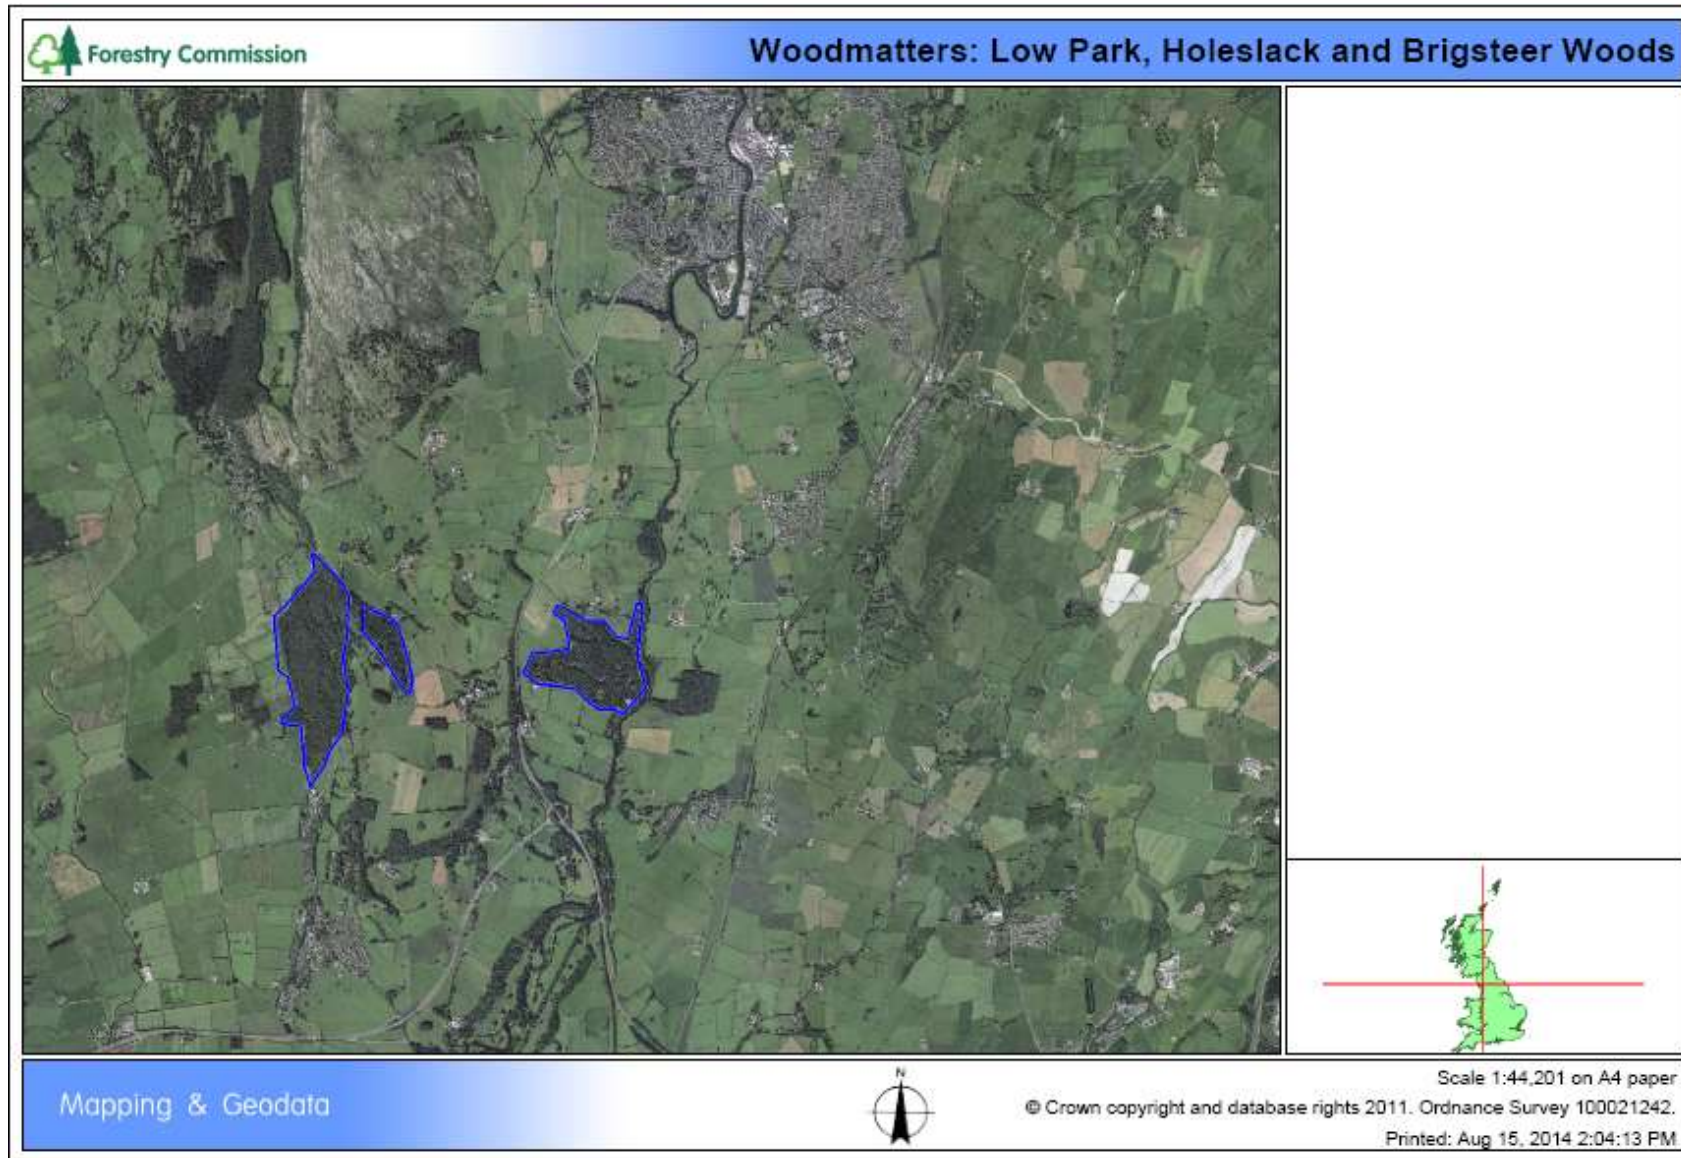 Forestry Commission
Woodmatters: Low Park, Holeslack and Brigsteer Woods
Mapping & Geodata
N
Scale 1:44,201 on A4 paper
© Crown copyright and database rights 2011. Ordnance Survey 100021242.
Printed: Aug 15, 2014 2:04:13 PM